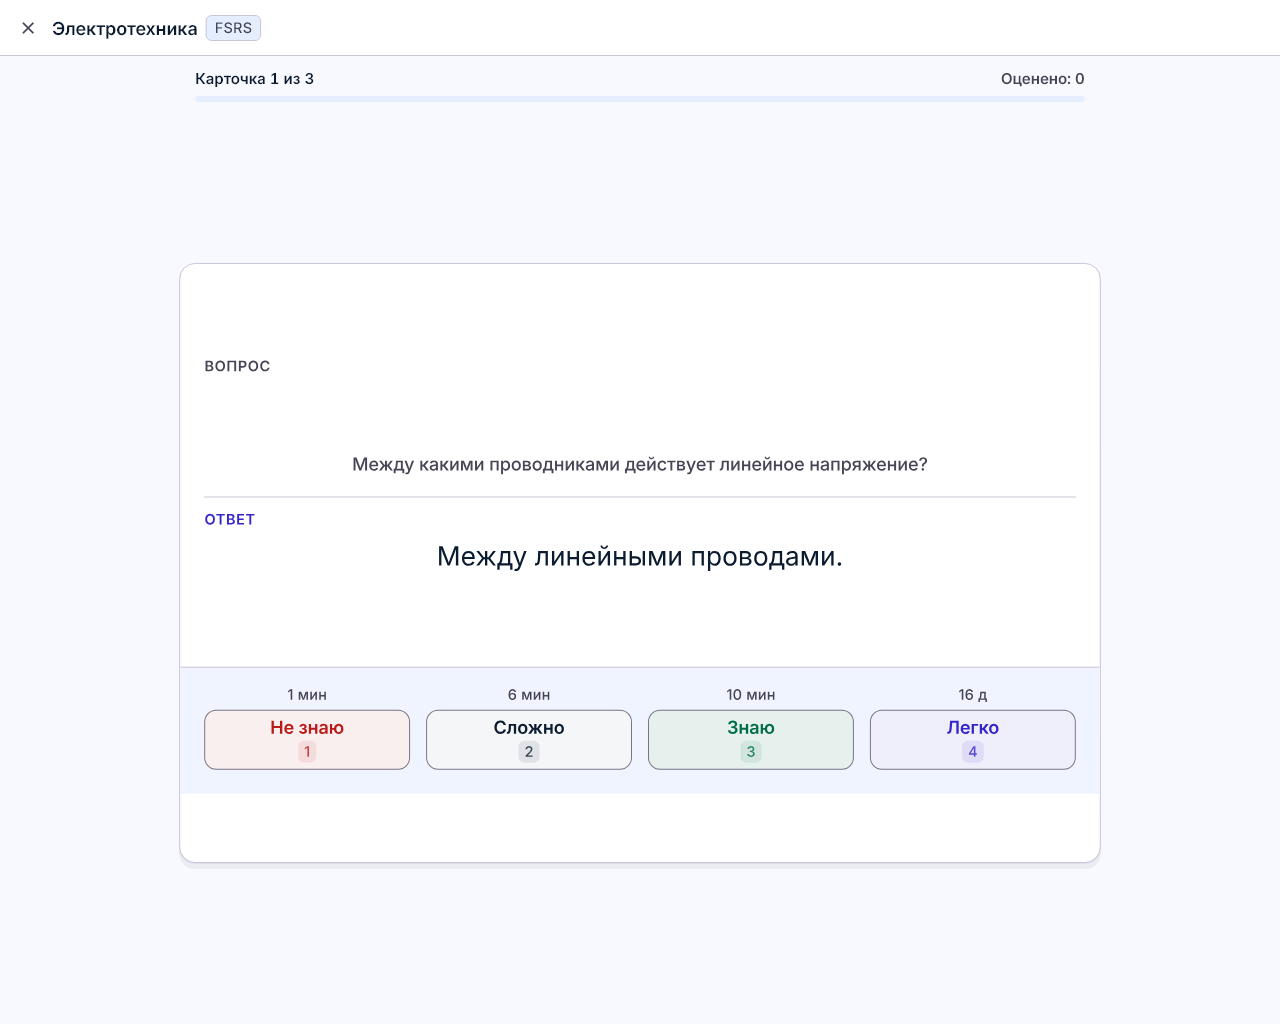 Электротехника FSRS
Карточка 1 из 3
Оценено: 0
ВОПРОС
Между какими проводниками действует линейное напряжение?
ОТВЕТ
Между линейными проводами.
1 мин
Не знаю
1
6 мин
Сложно
2
10 мин
Знаю
3
16 д
Легко
4